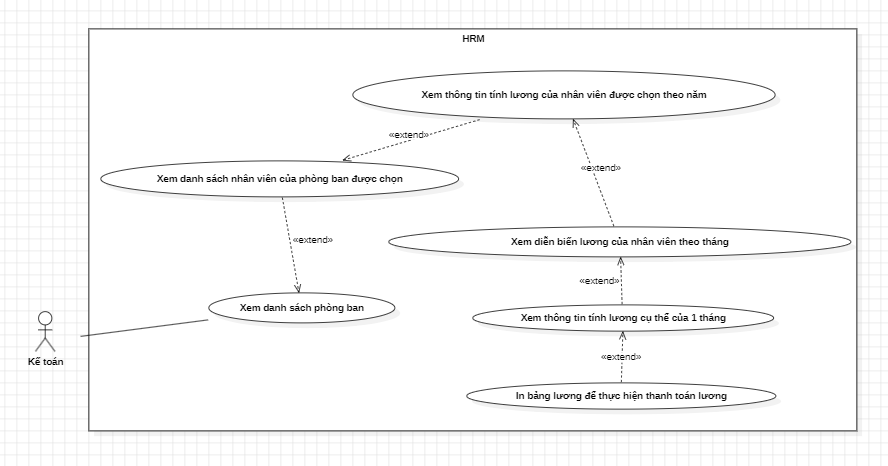 HRM
Xem thông tin tính lương của nhân viên được chọn theo năm
«extend»
Xem danh sách nhân viên của phòng ban được chọn
«extend»
«extend»
Xem diễn biến lương của nhân viên theo tháng
«extend»
Xem danh sách phòng ban
Xem thông tin tính lương cụ thể của 1 tháng
Kế toán
«extend»
In bảng lương để thực hiện thanh toán lương